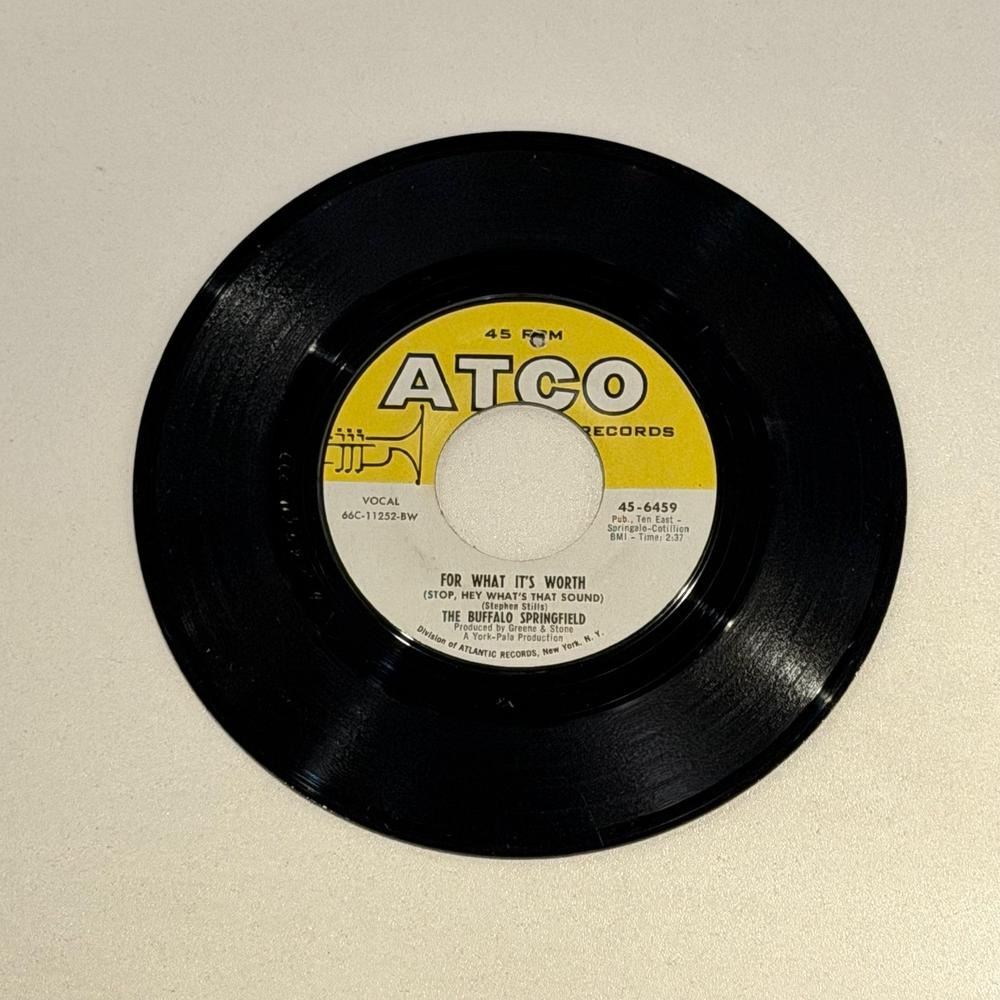 45 RPM
ATCO
RECORDS
VOCAL
66C-11252-BW
45-6459
Pub., Ten East -
Springalo-Cotillion
BMI - Time: 2:37
FOR WHAT IT'S WORTH
(STOP, HEY WHAT'S THAT SOUND)
(Stephen Stills)
THE BUFFALO SPRINGFIELD
Produced by Greene & Stone
A York-Pala Production
Division of ATLANTIC RECORDS, New York, N. Y.